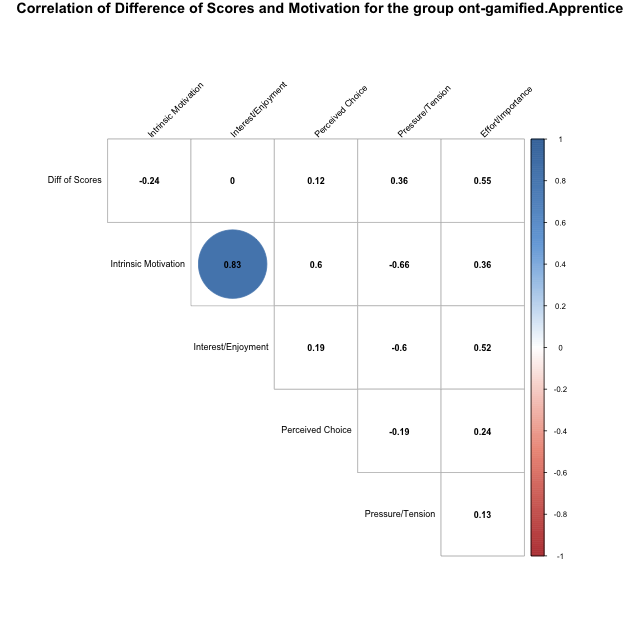 Correlation of Difference of Scores and Motivation for the group ont-gamified.Apprentice
Intrinsic Motivation
Interest/Enjoyment
Perceived Choice
Pressure/Tension
Effort/Importance
Diff of Scores -0.24 0 0.12 0.36 0.55
Intrinsic Motivation 0.83 0.6 -0.66 0.36
Interest/Enjoyment 0.19 -0.6 0.52
Perceived Choice -0.19 0.24
Pressure/Tension 0.13
1
0.8
0.6
0.4
0.2
0
-0.2
-0.4
-0.6
-0.8
-1